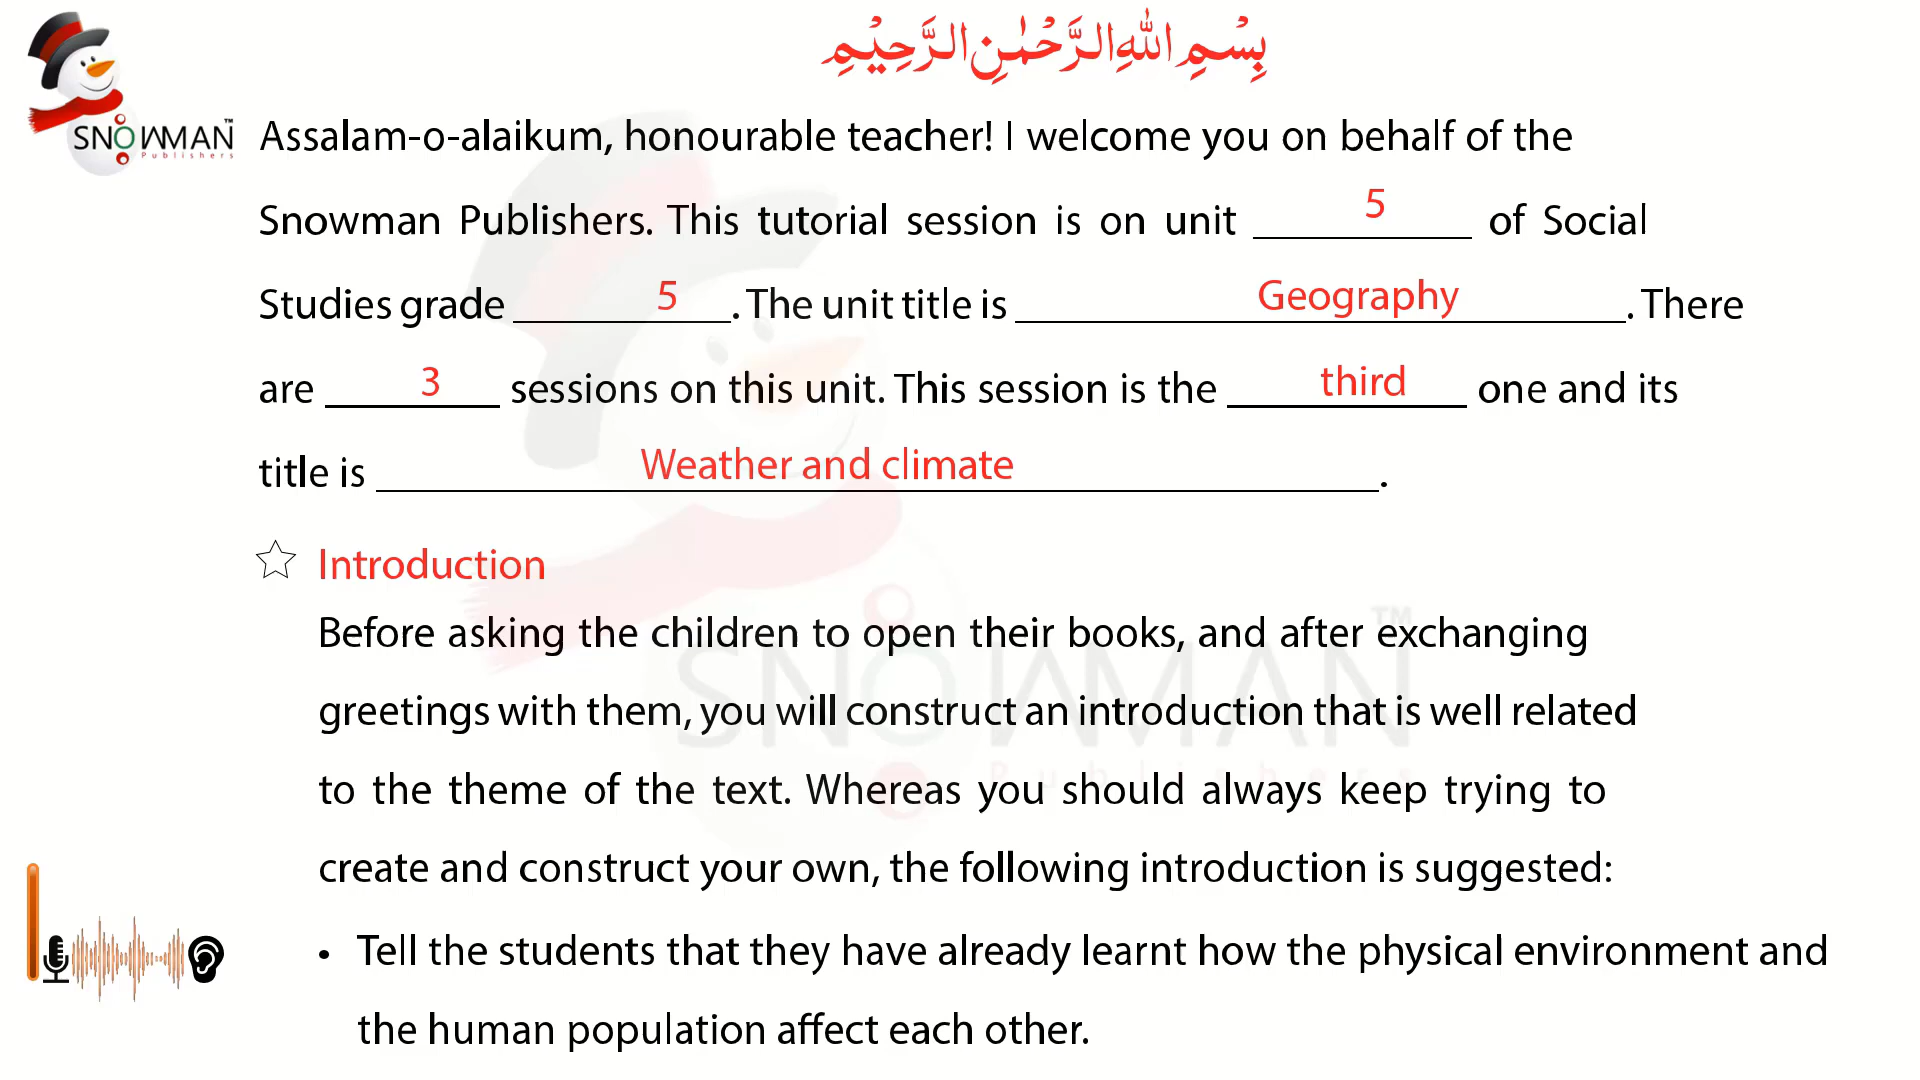 بِسْمِ اللهِ الرَّحْمٰنِ الرَّحِيْمِ
SNOWMAN™
Publishers
Assalam-o-alaikum, honourable teacher! I welcome you on behalf of the
Snowman Publishers. This tutorial session is on unit 5 of Social
Studies grade 5. The unit title is Geography. There
are 3 sessions on this unit. This session is the third one and its
title is Weather and climate.
☆ Introduction
Before asking the children to open their books, and after exchanging
greetings with them, you will construct an introduction that is well related
to the theme of the text. Whereas you should always keep trying to
create and construct your own, the following introduction is suggested:
• Tell the students that they have already learnt how the physical environment and
the human population affect each other.
SNOWMAN™
Publishers